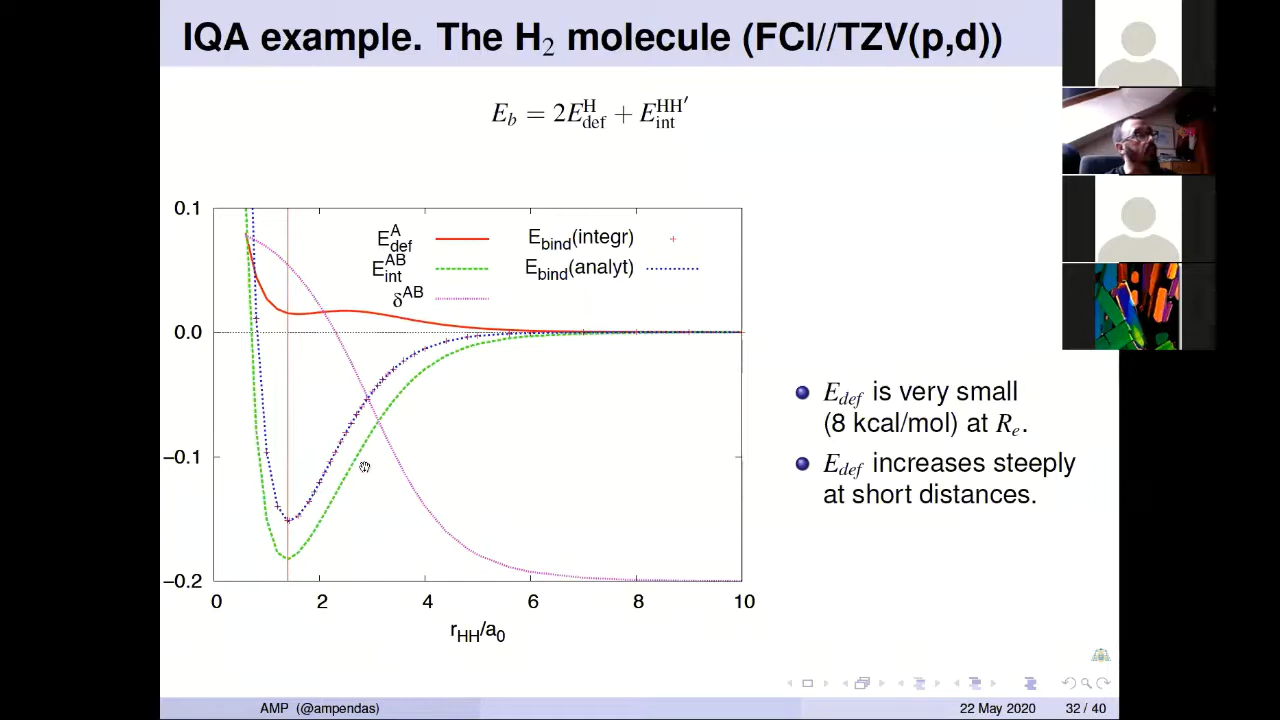 IQA example. The H₂ molecule (FCI//TZV(p,d))
E_b = 2E_def^H + E_int^HH′
0.1
0.0
−0.1
−0.2
E_def^A
E_int^AB
δ^AB
E_bind(integr)
E_bind(analyt)
0 2 4 6 8 10
r_HH/a_0
E_def is very small
(8 kcal/mol) at R_e.
E_def increases steeply
at short distances.
AMP (@ampendas) 22 May 2020 32 / 40